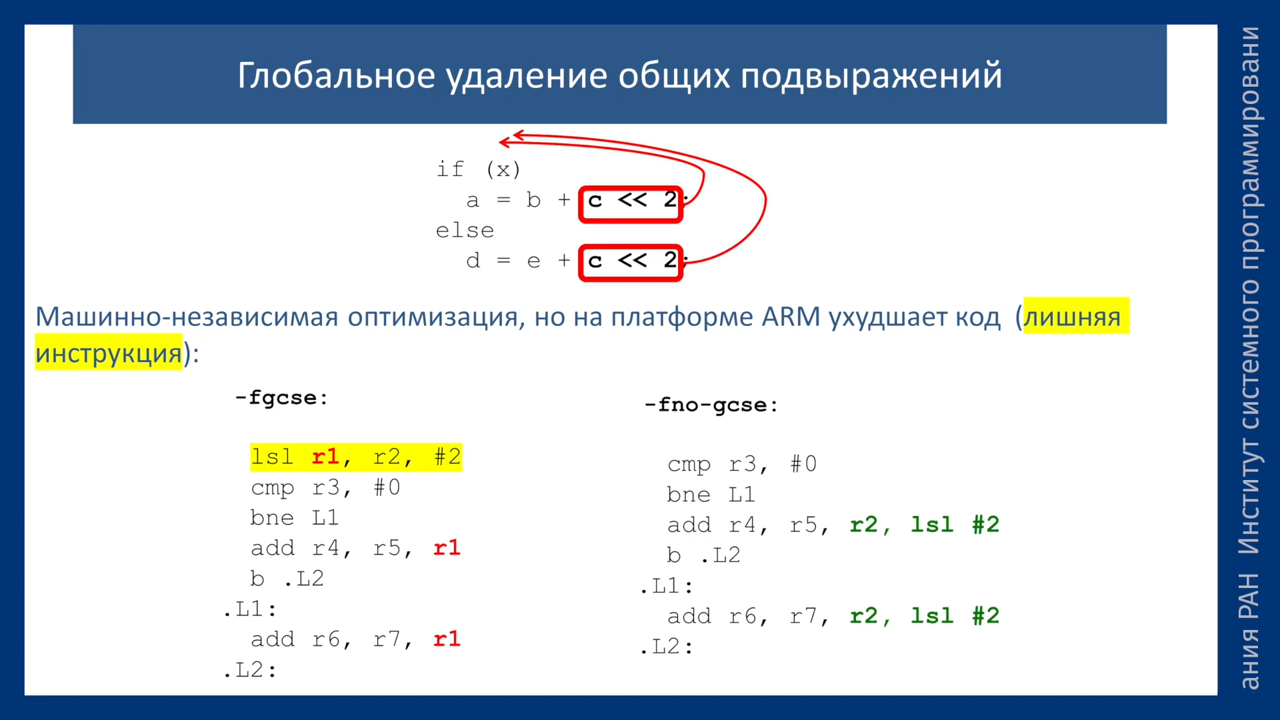 Глобальное удаление общих подвыражений
if (x)
a = b + c << 2;
else
d = e + c << 2;
Машинно-независимая оптимизация, но на платформе ARM ухудшает код (лишняя
инструкция):
-fgcse:
lsl r1, r2, #2
cmp r3, #0
bne L1
add r4, r5, r1
b .L2
.L1:
add r6, r7, r1
.L2:
-fno-gcse:
cmp r3, #0
bne L1
add r4, r5, r2, lsl #2
b .L2
.L1:
add r6, r7, r2, lsl #2
.L2:
ания РАН Институт системного программировани